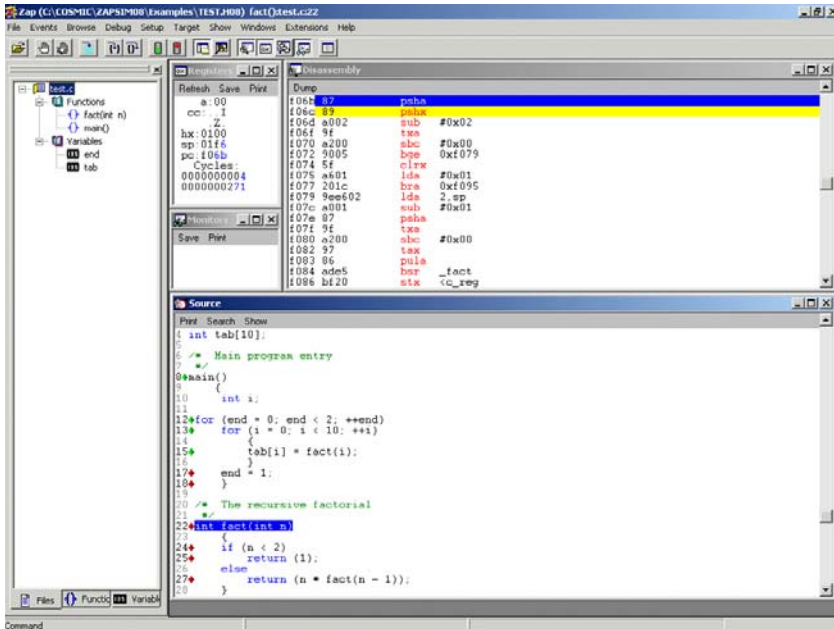 Zap (C:\COSMIC\ZAPSIM08\Examples\TEST.H08) fact():test.c:22
File Events Browse Debug Setup Target Show Windows Extensions Help
test.c
Functions
fact(int n)
main()
Variables
end
tab
Files Functic Variabl
Registers
Refresh Save Print
a:00
cc:..I
.Z.
hx:0100
sp:01f6
pc:f06b
Cycles:
0000000004
0000000271
Monitory
Save Print
Disassembly
Dump
f06b 87 psha
f06c 89 pshx
f06d a002 sub #0x02
f06f 9f txa
f070 a200 sbc #0x00
f072 9005 bge 0xf079
f074 5f clrx
f075 a601 lda #0x01
f077 201c bra 0xf095
f079 9ee602 lda 2,sp
f07c a001 sub #0x01
f07e 87 psha
f07f 9f txa
f080 a200 sbc #0x00
f082 97 tax
f083 86 pula
f084 ade5 bsr _fact
f086 bf20 stx <c_reg
Source
Print Search Show
4 int tab[10];
5
6 /* Main program entry
7 */
8 main()
9 {
10 int i;
11
12 for (end = 0; end < 2; ++end)
13 for (i = 0; i < 10; ++i)
14 {
15 tab[i] = fact(i);
16 }
17 end = 1;
18 }
19
20 /* The recursive factorial
21 */
22 int fact(int n)
23 {
24 if (n < 2)
25 return (1);
26 else
27 return (n * fact(n - 1));
28 }
Command